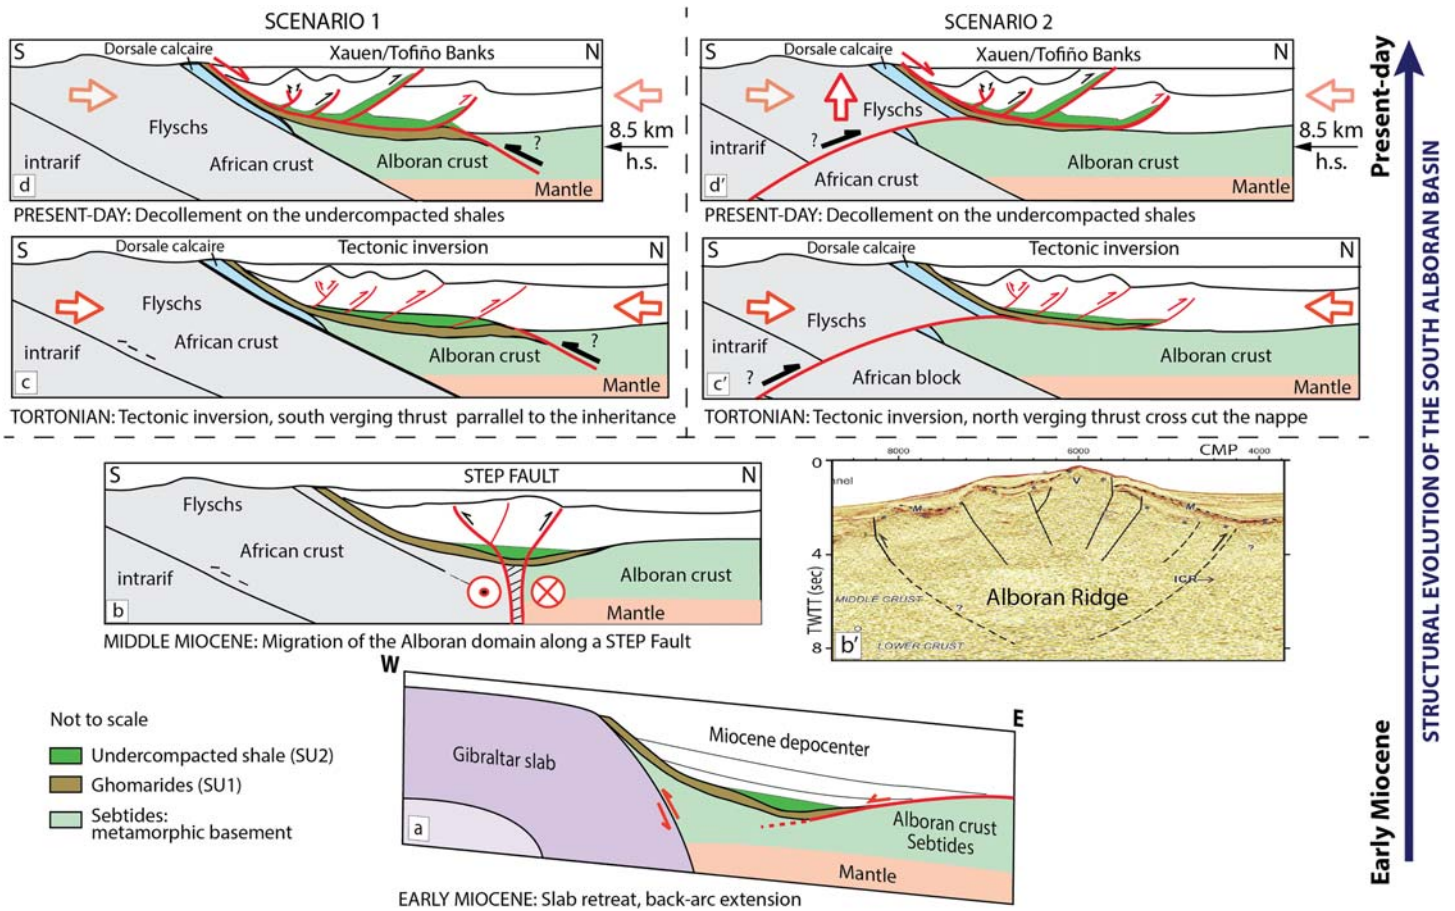 SCENARIO 1
SCENARIO 2
S
Dorsale calcaire
Xauen/Tofiño Banks
N
Flyschs
intrarif
African crust
Alboran crust
Mantle
?
d
8.5 km
h.s.
PRESENT-DAY: Decollement on the undercompacted shales
S
Dorsale calcaire
Xauen/Tofiño Banks
N
Flyschs
intrarif
?
African crust
Alboran crust
Mantle
d'
8.5 km
h.s.
PRESENT-DAY: Decollement on the undercompacted shales
S
Dorsale calcaire
Tectonic inversion
N
Flyschs
African crust
intrarif
Alboran crust
?
Mantle
c
TORTONIAN: Tectonic inversion, south verging thrust parrallel to the inheritance
S
Dorsale calcaire
Tectonic inversion
N
Flyschs
intrarif
?
African block
Alboran crust
Mantle
c'
TORTONIAN: Tectonic inversion, north verging thrust cross cut the nappe
S
STEP FAULT
N
Flyschs
African crust
intrarif
Alboran crust
Mantle
b
MIDDLE MIOCENE: Migration of the Alboran domain along a STEP Fault
8000
6000
CMP
4000
0
nnel
V
M
M
4
TWTT (sec)
?
ICR→
MIDDLE CRUST
?
Alboran Ridge
LOWER CRUST
8
b'
W
E
Gibraltar slab
Miocene depocenter
Alboran crust
Sebtides
Mantle
a
EARLY MIOCENE: Slab retreat, back-arc extension
Not to scale
Undercompacted shale (SU2)
Ghomarides (SU1)
Sebtides:
metamorphic basement
Present-day
Early Miocene
STRUCTURAL EVOLUTION OF THE SOUTH ALBORAN BASIN